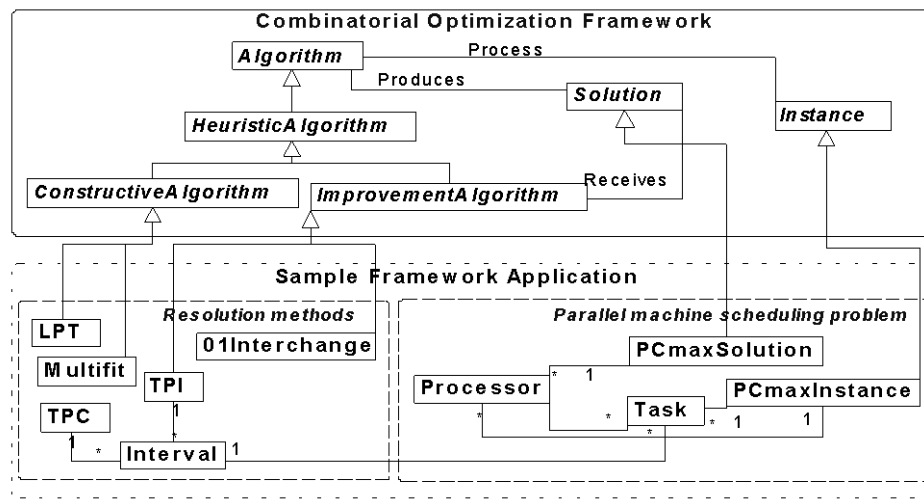 Combinatorial Optimization Framework
Algorithm
Process
Produces
Solution
Instance
HeuristicAlgorithm
ConstructiveAlgorithm
ImprovementAlgorithm
Receives
Sample Framework Application
Resolution methods
Parallel machine scheduling problem
LPT
01Interchange
PCmaxSolution
Multifit
TPI
Processor
*
1
PCmaxInstance
TPC
1
Task
*
*
*
1
1
1
*
*
Interval
1
*